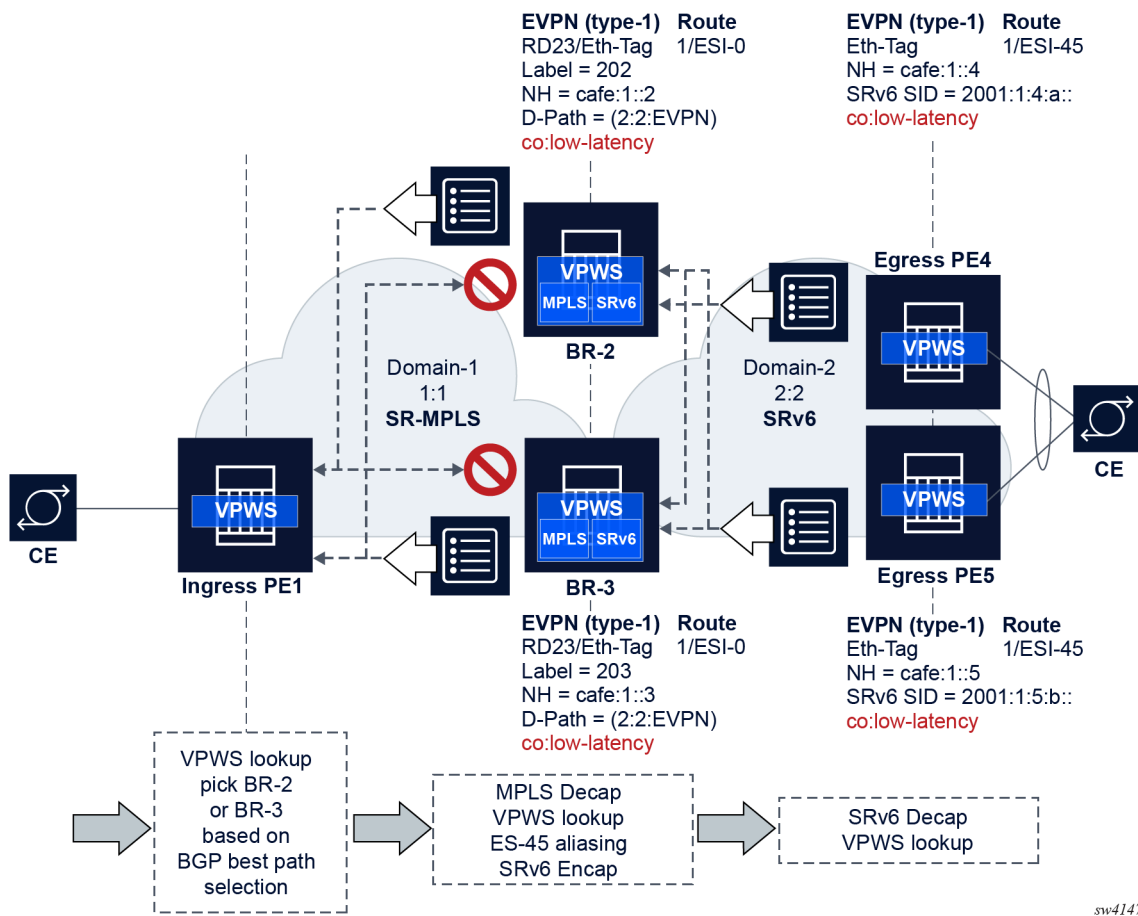 EVPN (type-1) Route
RD23/Eth-Tag 1/ESI-0
Label = 202
NH = cafe:1::2
D-Path = (2:2:EVPN)
co:low-latency
EVPN (type-1) Route
Eth-Tag 1/ESI-45
NH = cafe:1::4
SRv6 SID = 2001:1:4:a::
co:low-latency
VPWS
MPLS SRv6
BR-2
Egress PE4
VPWS
Domain-1
1:1
SR-MPLS
Domain-2
2:2
SRv6
CE
VPWS
Ingress PE1
VPWS
MPLS SRv6
BR-3
VPWS
Egress PE5
CE
EVPN (type-1) Route
RD23/Eth-Tag 1/ESI-0
Label = 203
NH = cafe:1::3
D-Path = (2:2:EVPN)
co:low-latency
EVPN (type-1) Route
Eth-Tag 1/ESI-45
NH = cafe:1::5
SRv6 SID = 2001:1:5:b::
co:low-latency
VPWS lookup
pick BR-2
or BR-3
based on
BGP best path
selection
MPLS Decap
VPWS lookup
ES-45 aliasing
SRv6 Encap
SRv6 Decap
VPWS lookup